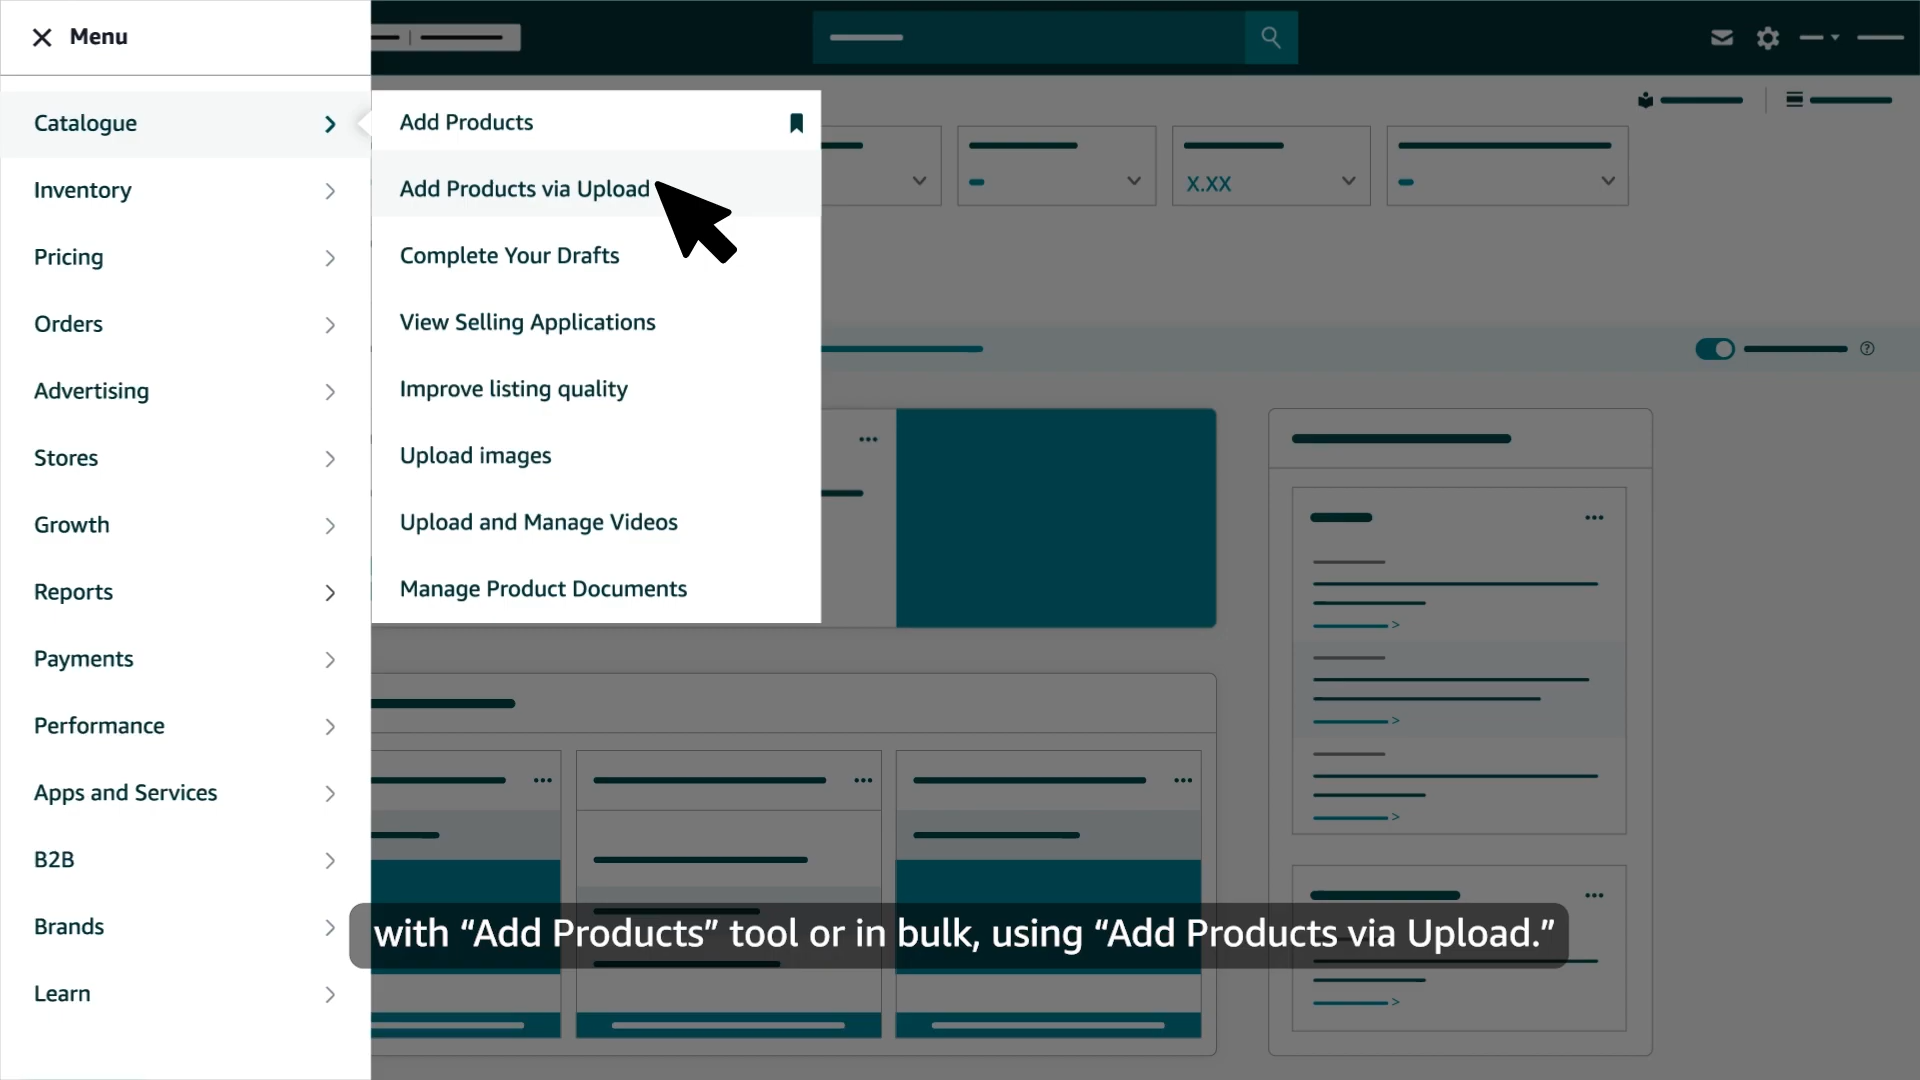 Menu
Catalogue
Inventory
Pricing
Orders
Advertising
Stores
Growth
Reports
Payments
Performance
Apps and Services
B2B
Brands
Learn
Add Products
Add Products via Upload
Complete Your Drafts
View Selling Applications
Improve listing quality
Upload images
Upload and Manage Videos
Manage Product Documents
X.XX
with “Add Products” tool or in bulk, using “Add Products via Upload.”